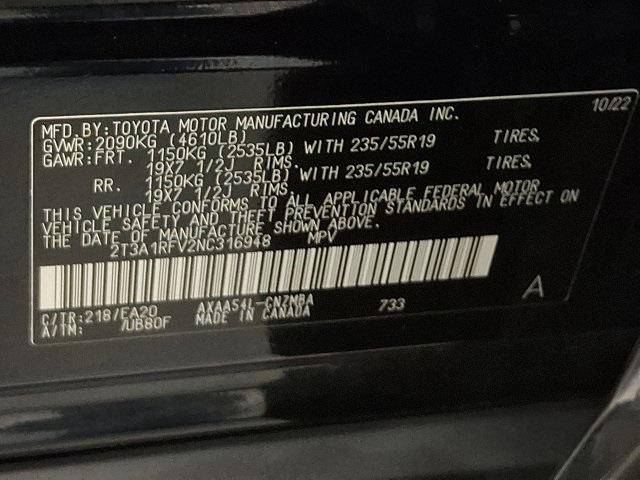 10/22
MFD.BY:TOYOTA MOTOR MANUFACTURING CANADA INC.
GVWR:2090KG (4610LB)
GAWR:FRT. 1150KG (2535LB) WITH 235/55R19 TIRES,
19X7 1/2J RIMS.
RR. 1150KG (2535LB) WITH 235/55R19 TIRES,
19X7 1/2J RIMS.
THIS VEHICLE CONFORMS TO ALL APPLICABLE FEDERAL MOTOR
VEHICLE SAFETY AND THEFT PREVENTION STANDARDS IN EFFECT ON
THE DATE OF MANUFACTURE SHOWN ABOVE.
2T3A1RFV2NC316948 MPV
A
C/TR:218/EA20 AXAA54L-CNZMBA 733
A/TM: 7UB80F MADE IN CANADA